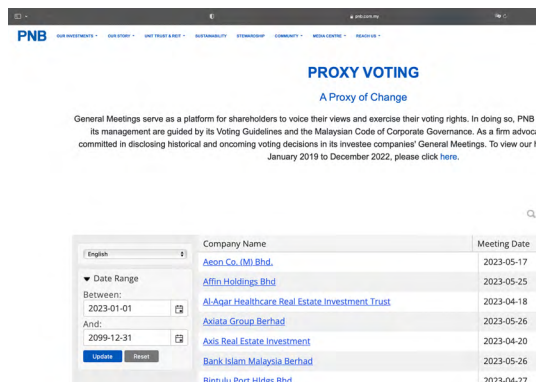 pnb.com.my
PNB OUR INVESTMENTS OUR STORY UNIT TRUST & REIT SUSTAINABILITY STEWARDSHIP COMMUNITY MEDIA CENTRE REACH US
PROXY VOTING
A Proxy of Change
General Meetings serve as a platform for shareholders to voice their views and exercise their voting rights. In doing so, PNB
its management are guided by its Voting Guidelines and the Malaysian Code of Corporate Governance. As a firm advoca
committed in disclosing historical and oncoming voting decisions in its investee companies' General Meetings. To view our h
January 2019 to December 2022, please click here.
English
Date Range
Between:
2023-01-01
And:
2099-12-31
Update Reset
Company Name Meeting Date
Aeon Co. (M) Bhd. 2023-05-17
Affin Holdings Bhd 2023-05-25
Al-Aqar Healthcare Real Estate Investment Trust 2023-04-18
Axiata Group Berhad 2023-05-26
Axis Real Estate Investment 2023-04-20
Bank Islam Malaysia Berhad 2023-05-26
Bintulu Port Hldgs Bhd 2023-04-27